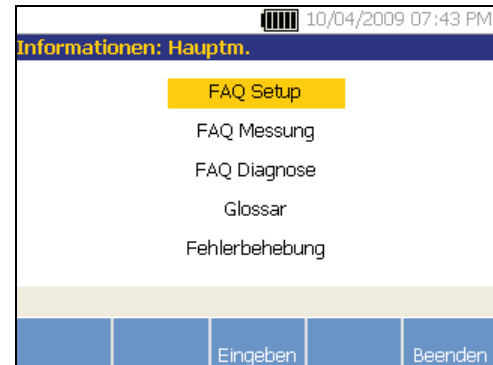 10/04/2009 07:43 PM
Informationen: Hauptm.
FAQ Setup
FAQ Messung
FAQ Diagnose
Glossar
Fehlerbehebung
Eingeben Beenden